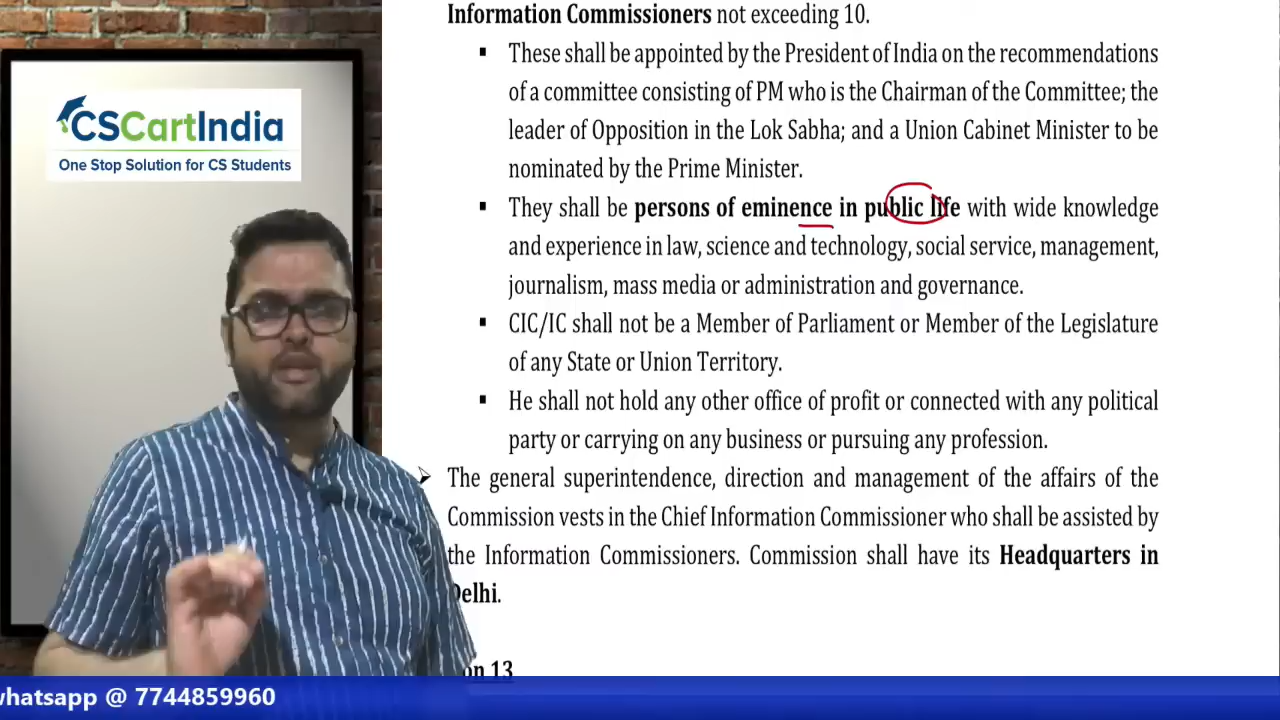 CSCartIndia
One Stop Solution for CS Students
Information Commissioners not exceeding 10.
▪ These shall be appointed by the President of India on the recommendations
of a committee consisting of PM who is the Chairman of the Committee; the
leader of Opposition in the Lok Sabha; and a Union Cabinet Minister to be
nominated by the Prime Minister.
▪ They shall be persons of eminence in public life with wide knowledge
and experience in law, science and technology, social service, management,
journalism, mass media or administration and governance.
▪ CIC/IC shall not be a Member of Parliament or Member of the Legislature
of any State or Union Territory.
▪ He shall not hold any other office of profit or connected with any political
party or carrying on any business or pursuing any profession.
The general superintendence, direction and management of the affairs of the
Commission vests in the Chief Information Commissioner who shall be assisted by
the Information Commissioners. Commission shall have its Headquarters in
Delhi.
on 13
whatsapp @ 7744859960